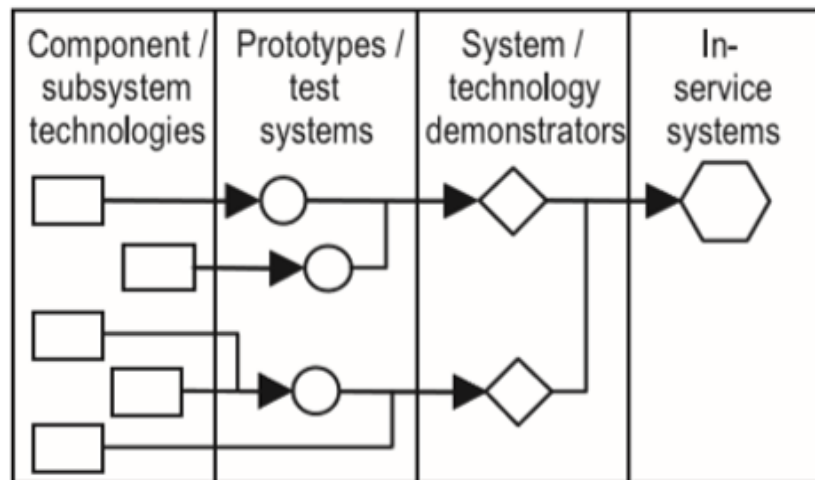 Component /
subsystem
technologies
Prototypes /
test
systems
System /
technology
demonstrators
In-
service
systems